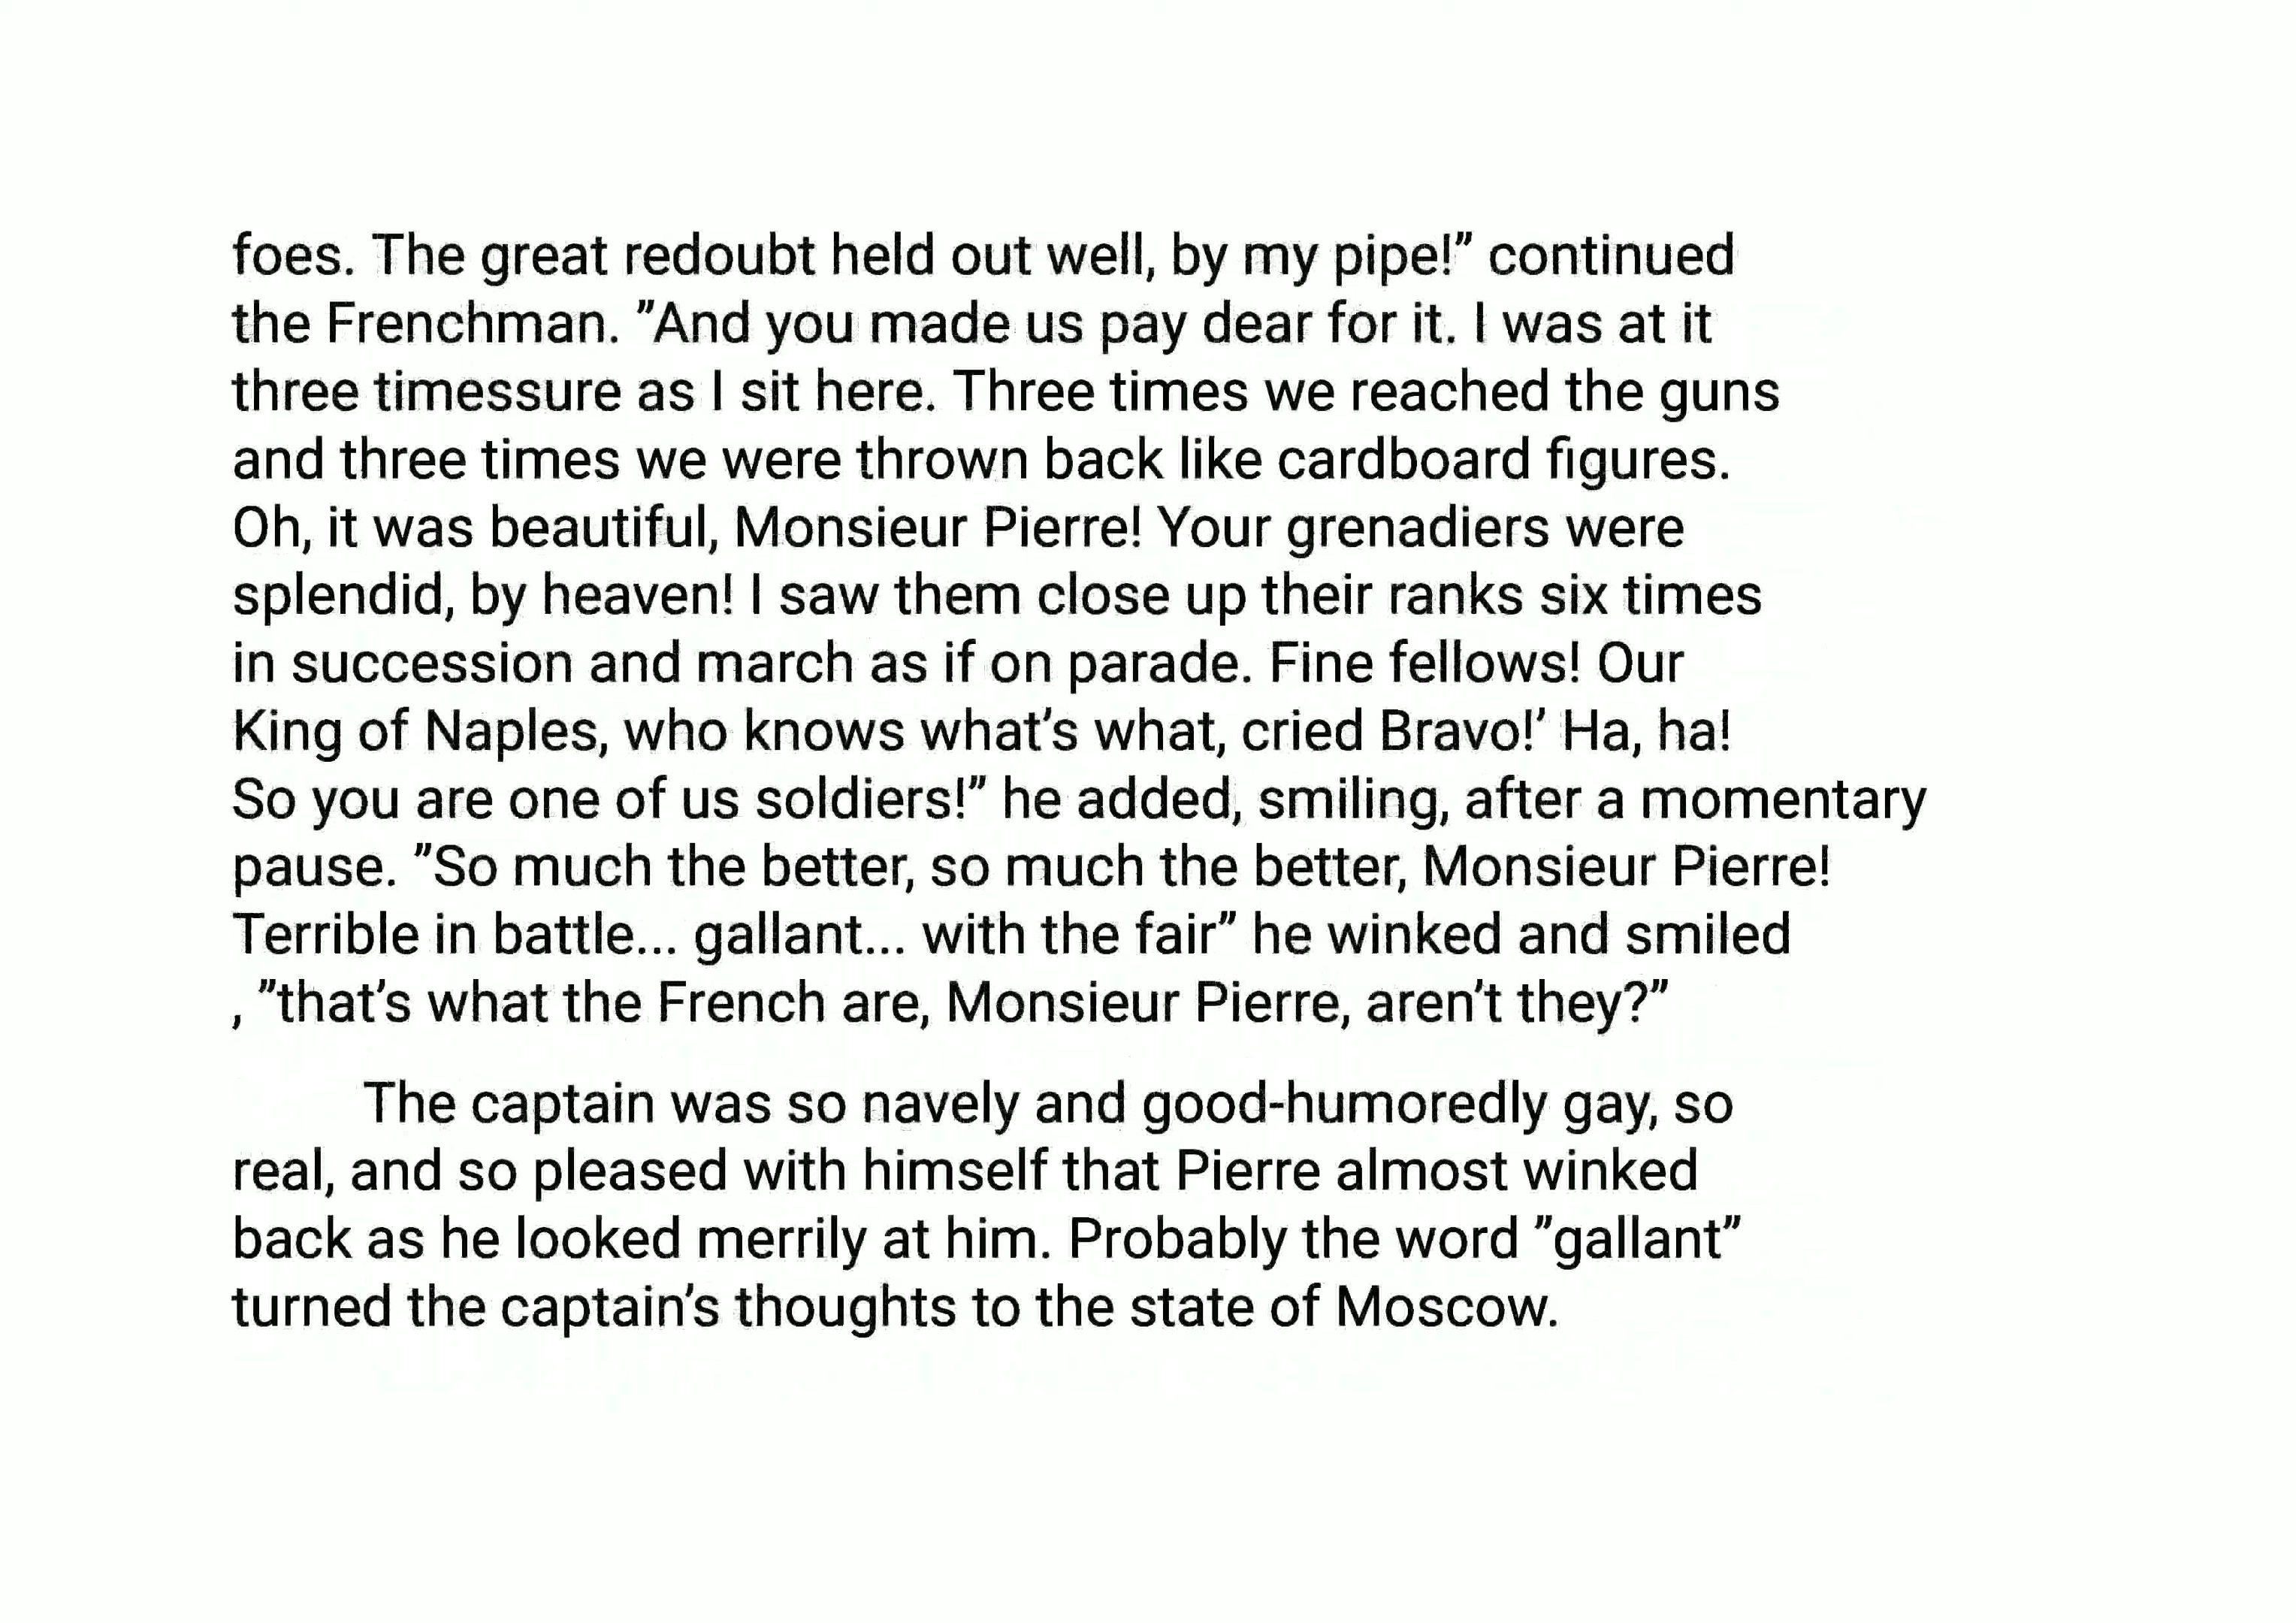 foes. The great redoubt held out well, by my pipe!” continued
the Frenchman. ”And you made us pay dear for it. I was at it
three timessure as I sit here. Three times we reached the guns
and three times we were thrown back like cardboard figures.
Oh, it was beautiful, Monsieur Pierre! Your grenadiers were
splendid, by heaven! I saw them close up their ranks six times
in succession and march as if on parade. Fine fellows! Our
King of Naples, who knows what’s what, cried Bravo!’ Ha, ha!
So you are one of us soldiers!” he added, smiling, after a momentary
pause. ”So much the better, so much the better, Monsieur Pierre!
Terrible in battle... gallant... with the fair” he winked and smiled
, ”that’s what the French are, Monsieur Pierre, aren’t they?”
The captain was so navely and good-humoredly gay, so
real, and so pleased with himself that Pierre almost winked
back as he looked merrily at him. Probably the word ”gallant”
turned the captain’s thoughts to the state of Moscow.